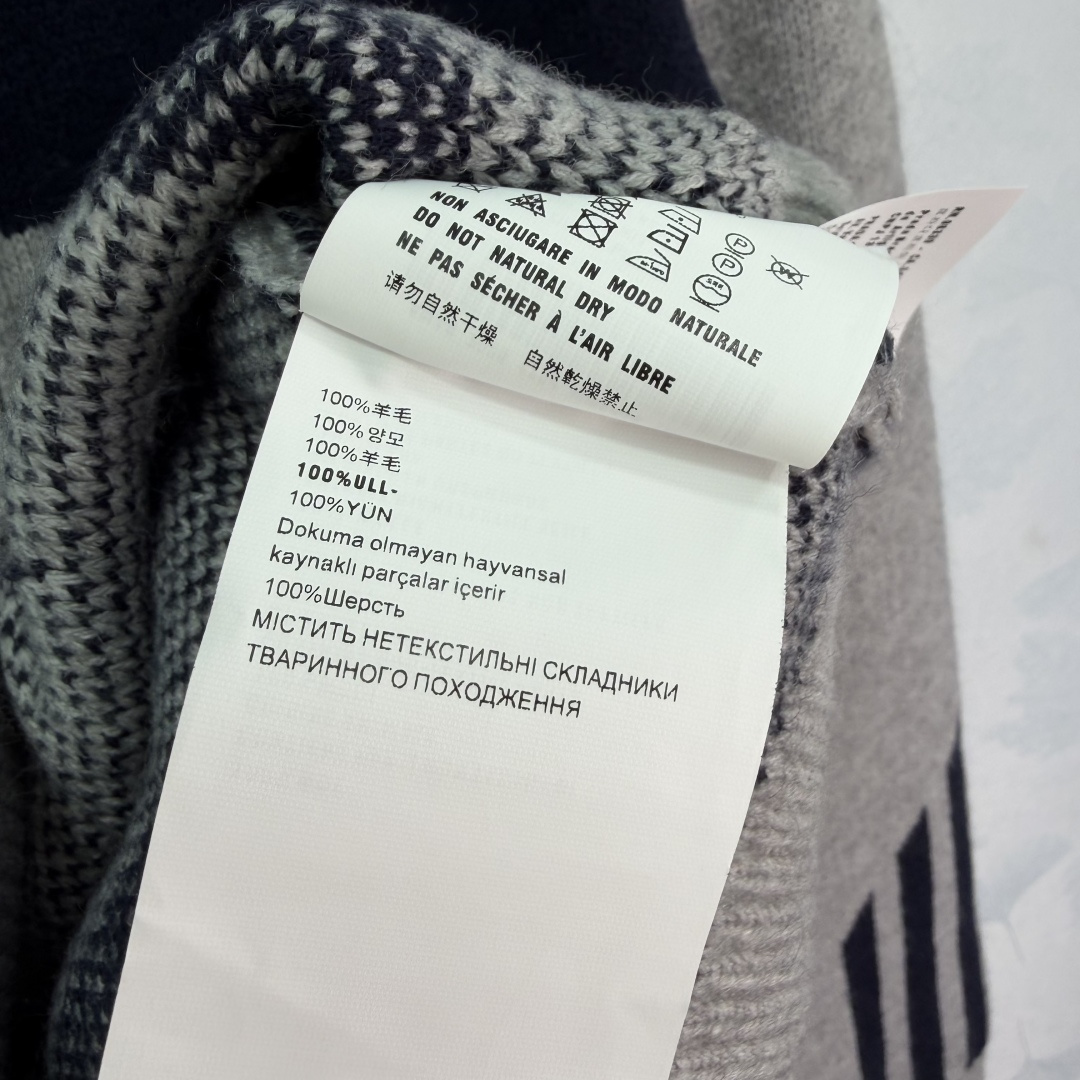 NON ASCIUGARE IN MODO NATURALE
DO NOT NATURAL DRY
NE PAS SÉCHER À L'AIR LIBRE
请勿自然干燥 自然乾燥禁止
100%羊毛
100% 양모
100%羊毛
100%ULL-
100%YÜN
Dokuma olmayan hayvansal
kaynaklı parçalar içerir
100%Шерсть
МІСТИТЬ НЕТЕКСТИЛЬНІ СКЛАДНИКИ
ТВАРИННОГО ПОХОДЖЕННЯ